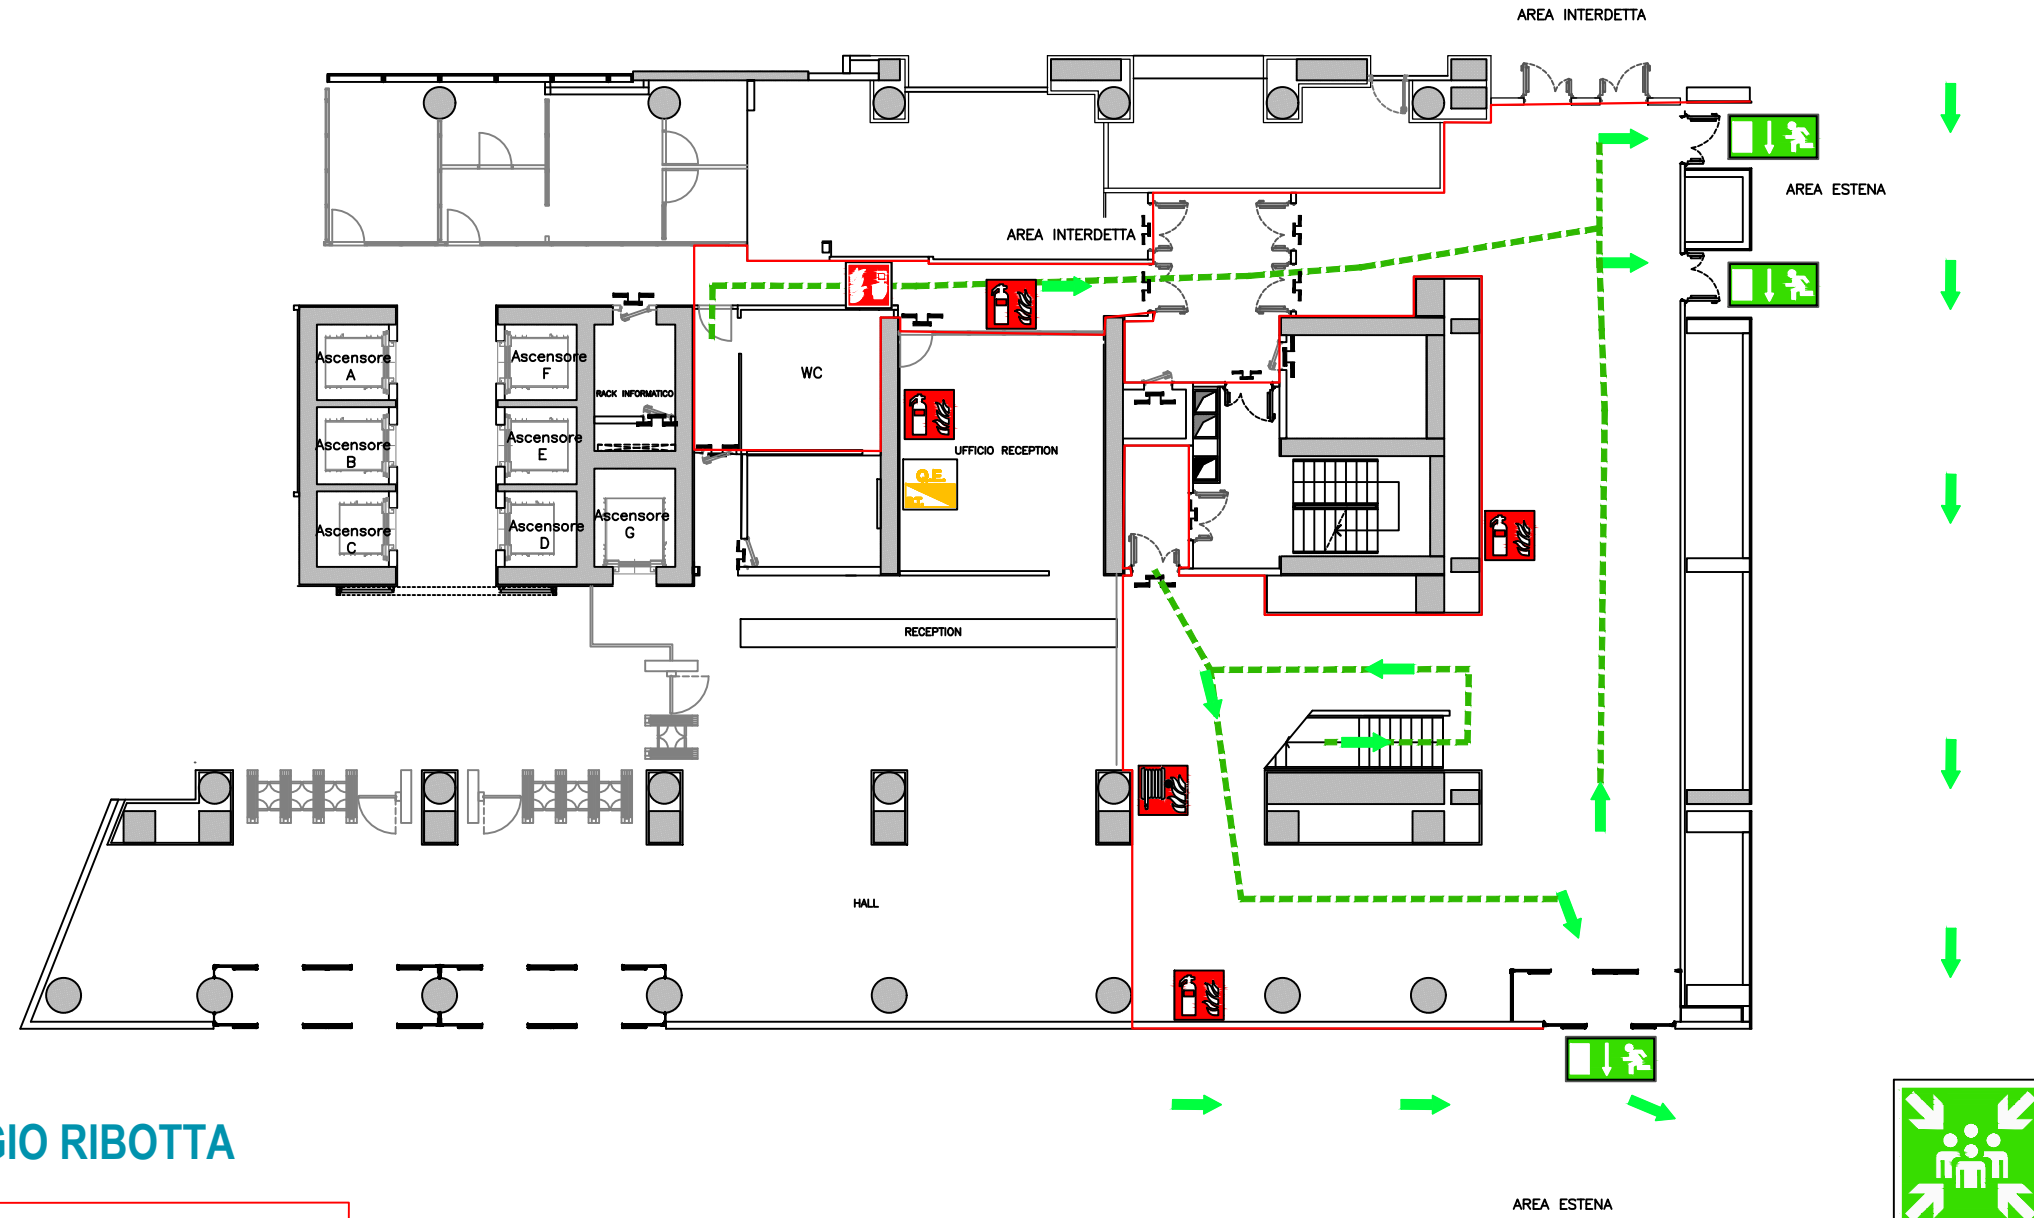 AREA INTERDETTA
AREA ESTENA
AREA INTERDETTA
Ascensore
A
Ascensore
F
WC
RACK INFORMATICO
Ascensore
B
Ascensore
E
UFFICIO RECEPTION
Q.E.
P.T.
Ascensore
C
Ascensore
D
Ascensore
G
RECEPTION
HALL
GIO RIBOTTA
AREA ESTENA